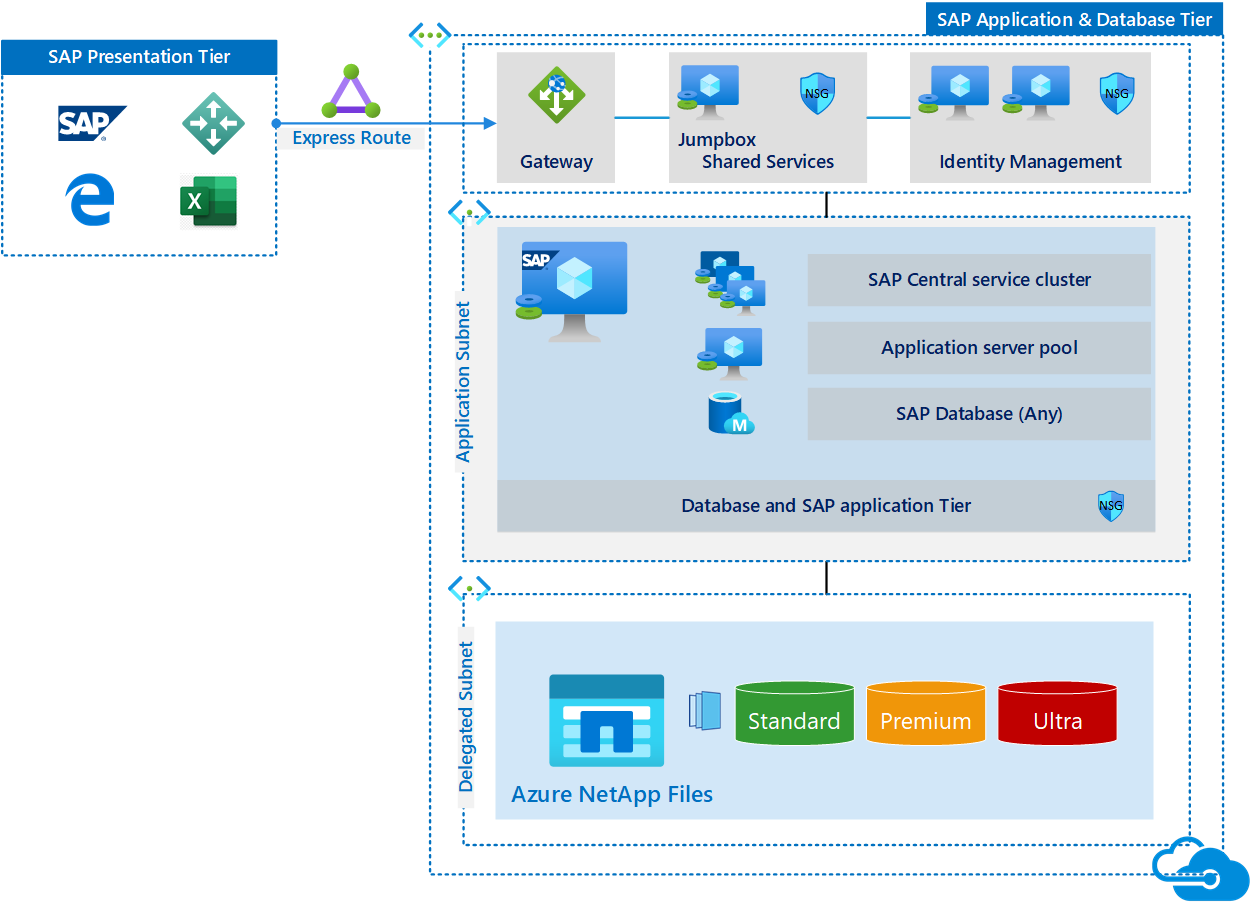 SAP Application & Database Tier
SAP Presentation Tier
SAP
X
Express Route
Gateway
NSG
Jumpbox
Shared Services
NSG
Identity Management
Application Subnet
SAP
SAP Central service cluster
Application server pool
M
SAP Database (Any)
Database and SAP application Tier
NSG
Delegated Subnet
Standard
Premium
Ultra
Azure NetApp Files